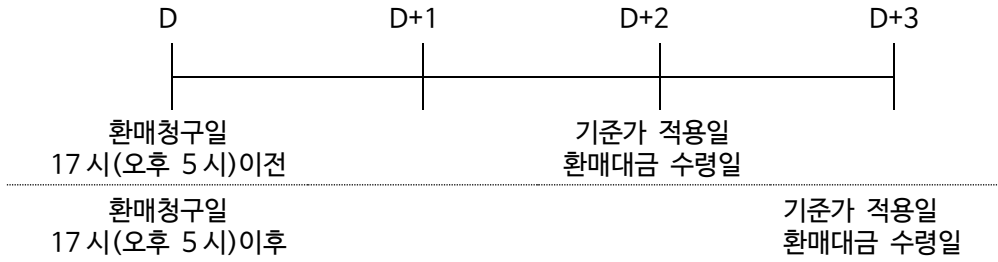 D D+1 D+2 D+3
환매청구일 기준가 적용일
17시(오후 5시)이전 환매대금 수령일
환매청구일 기준가 적용일
17시(오후 5시)이후 환매대금 수령일